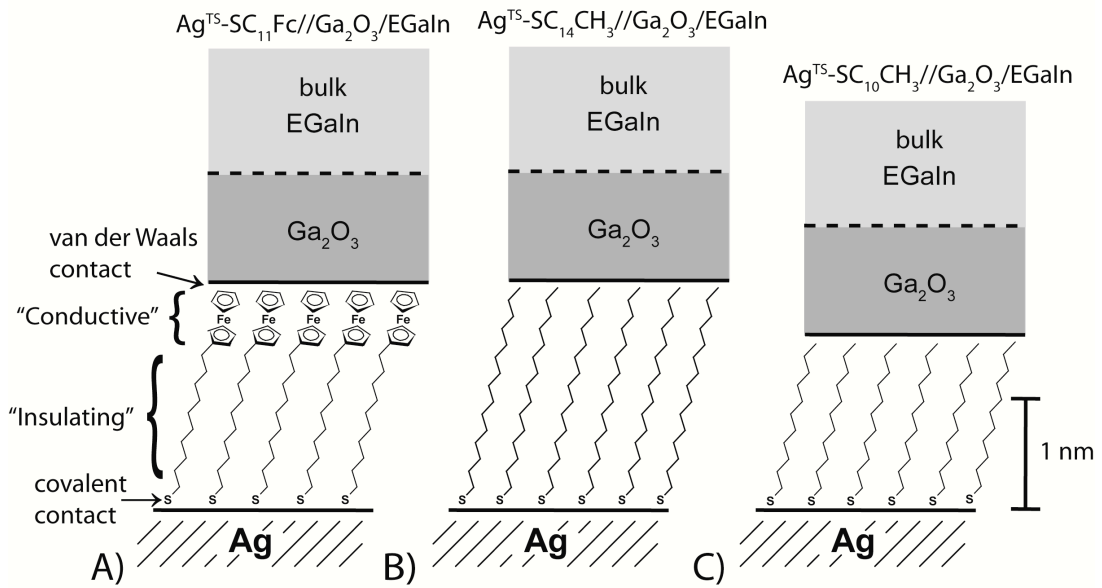 Ag^TS-SC₁₁Fc//Ga₂O₃/EGaIn
bulk
EGaIn
Ga₂O₃
van der Waals
contact
"Conductive"
Fe Fe Fe Fe Fe
"Insulating"
covalent
contact
S S S S S
Ag
A)
Ag^TS-SC₁₄CH₃//Ga₂O₃/EGaIn
bulk
EGaIn
Ga₂O₃
S S S S S S
Ag
B)
Ag^TS-SC₁₀CH₃//Ga₂O₃/EGaIn
bulk
EGaIn
Ga₂O₃
1 nm
S S S S S S
Ag
C)